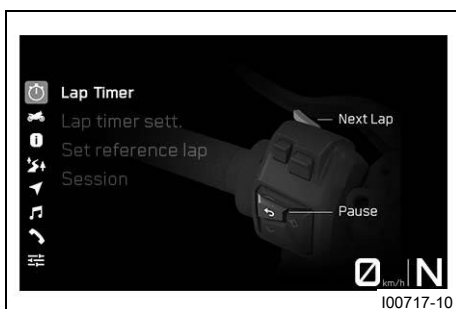 Lap Timer
Lap timer sett.
Set reference lap
Session
Next Lap
Pause
0 km/h N
I00717-10